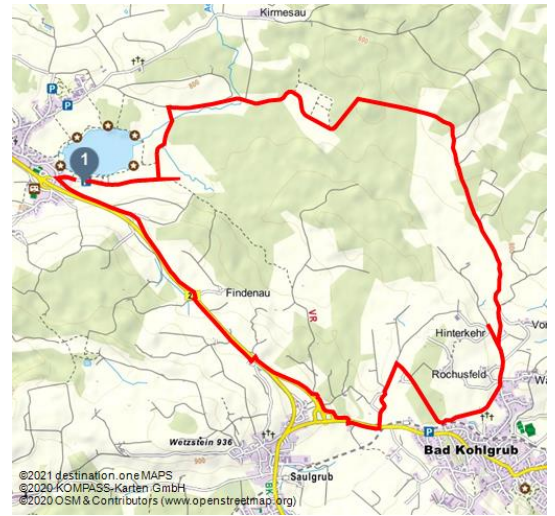 Kirmesau
P
P
1
P
2
Findenau
VR
Hinterkehr
Rochusfeld
P
Bad Kohlgrub
Wetzstein 936
Saulgrub
©2021 destination.one MAPS
©2020 KOMPASS-Karten GmbH
©2020 OSM & Contributors (www.openstreetmap.org)